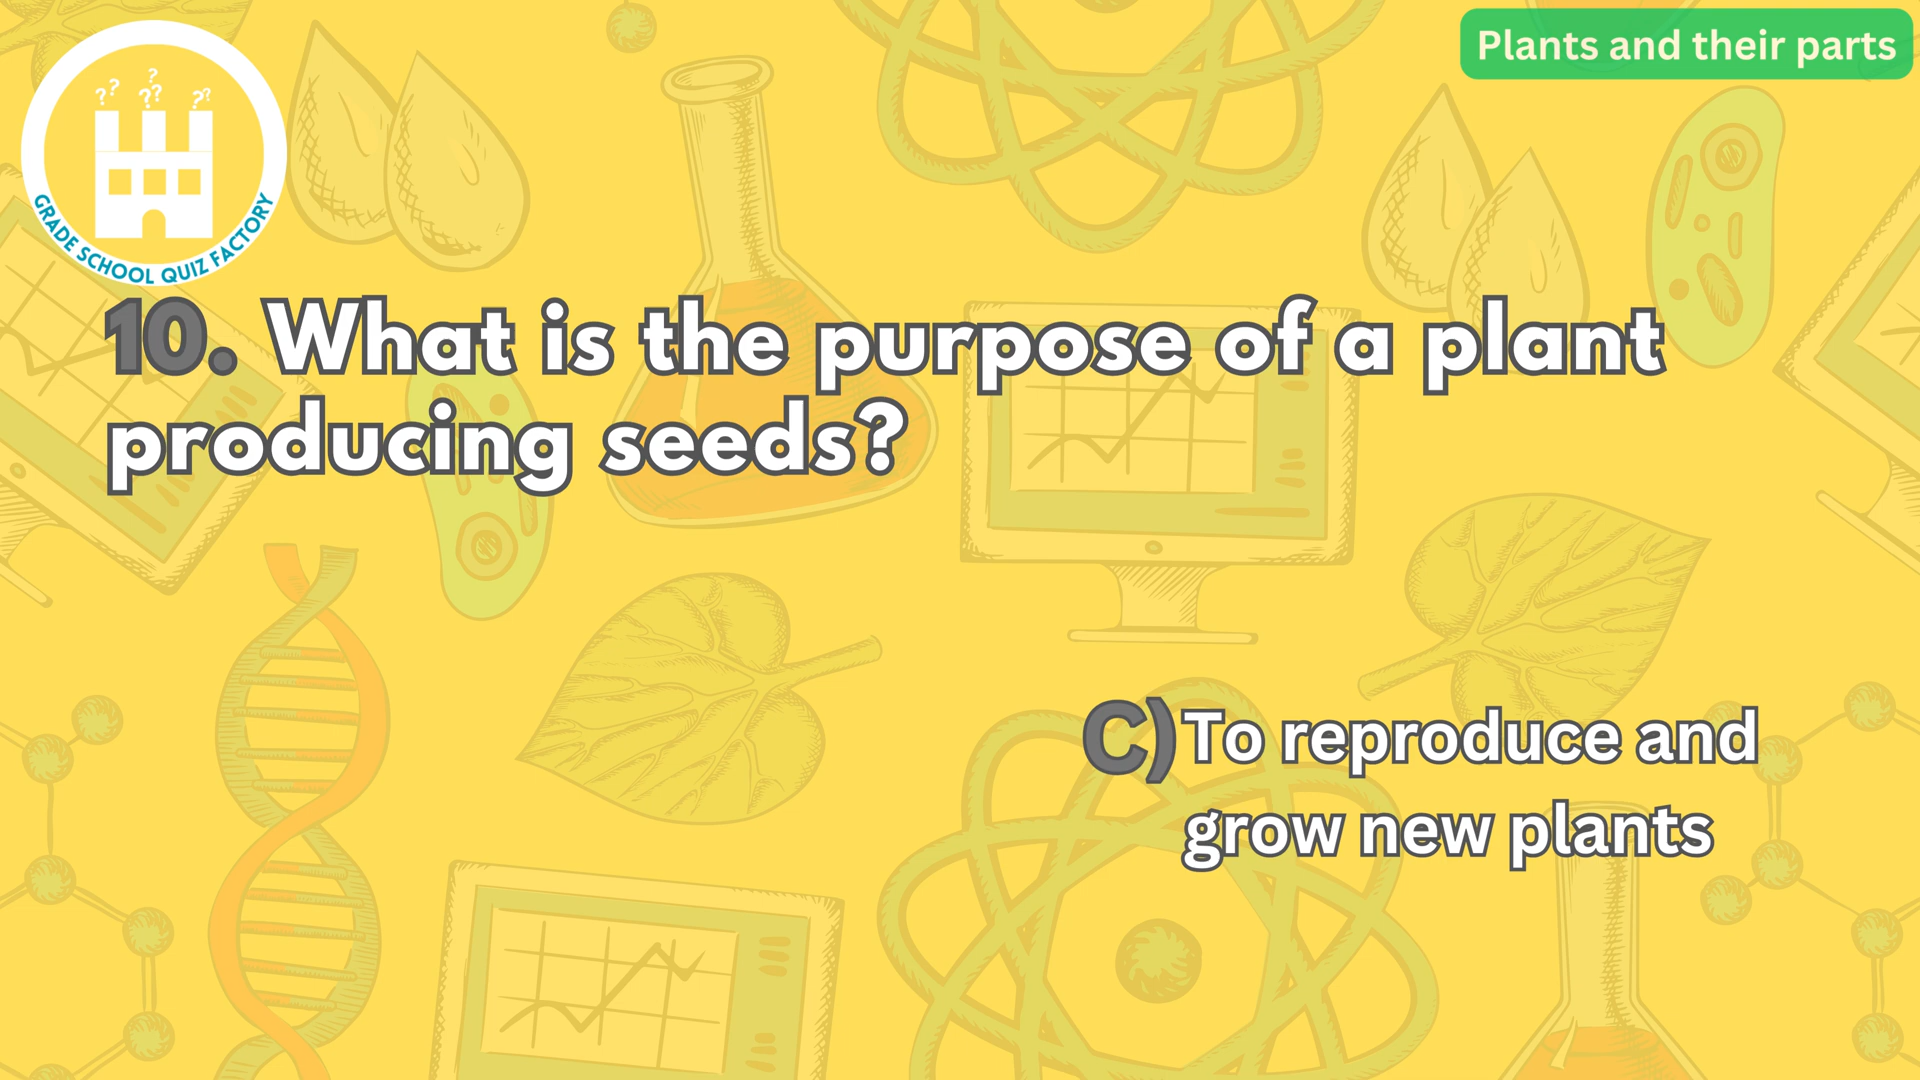 Plants and their parts
?? ?? ? ??
GRADE SCHOOL QUIZ FACTORY
10. What is the purpose of a plant
producing seeds?
C) To reproduce and
grow new plants